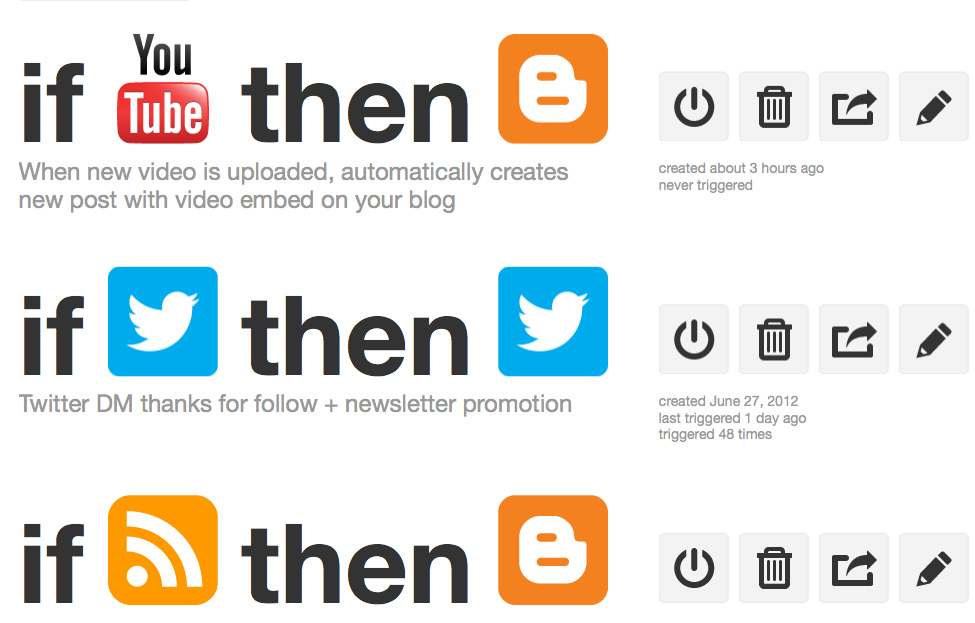 if You Tube then
When new video is uploaded, automatically creates
new post with video embed on your blog
created about 3 hours ago
never triggered
if then
Twitter DM thanks for follow + newsletter promotion
created June 27, 2012
last triggered 1 day ago
triggered 48 times
if then